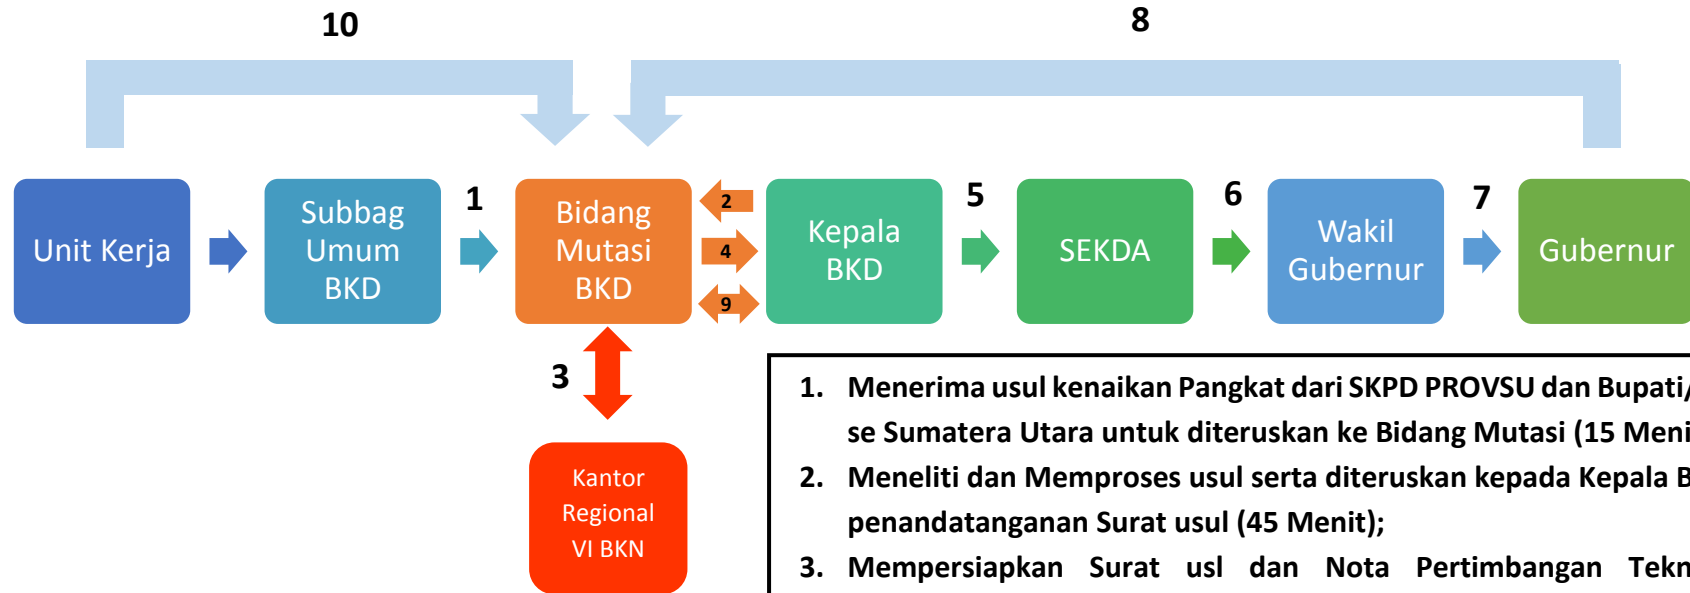 10
8
Unit Kerja
Subbag
Umum
BKD
1
Bidang
Mutasi
BKD
2
4
9
Kepala
BKD
5
SEKDA
6
Wakil
Gubernur
7
Gubernur
3
Kantor
Regional
VI BKN
1. Menerima usul kenaikan Pangkat dari SKPD PROVSU dan Bupati/
se Sumatera Utara untuk diteruskan ke Bidang Mutasi (15 Meni
2. Meneliti dan Memproses usul serta diteruskan kepada Kepala B
penandatanganan Surat usul (45 Menit);
3. Mempersiapkan Surat usl dan Nota Pertimbangan Tekn